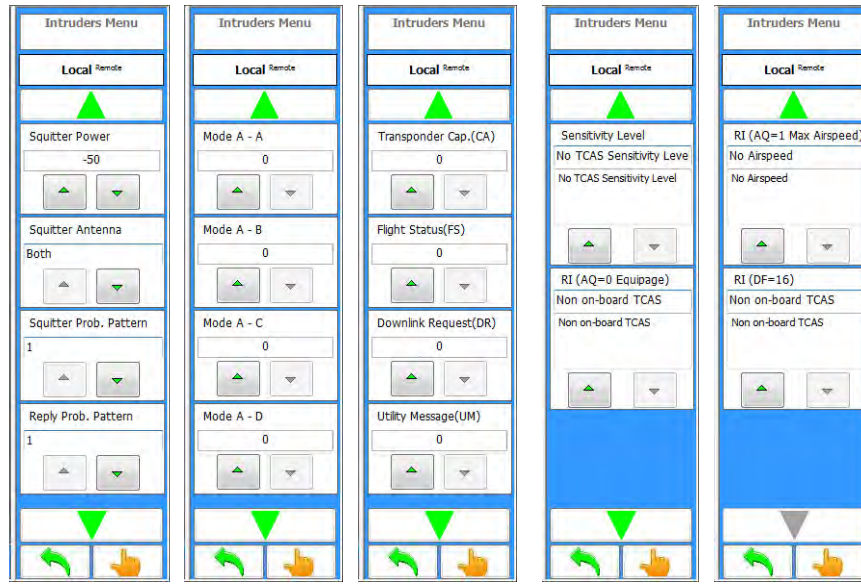 Intruders Menu
Local Remote
Squitter Power
-50
Squitter Antenna
Both
Squitter Prob. Pattern
1
Reply Prob. Pattern
1
Intruders Menu
Local Remote
Mode A - A
0
Mode A - B
0
Mode A - C
0
Mode A - D
0
Intruders Menu
Local Remote
Transponder Cap.(CA)
0
Flight Status(FS)
0
Downlink Request(DR)
0
Utility Message(UM)
0
Intruders Menu
Local Remote
Sensitivity Level
No TCAS Sensitivity Leve
No TCAS Sensitivity Level
RI (AQ=0 Equipage)
Non on-board TCAS
Non on-board TCAS
Intruders Menu
Local Remote
RI (AQ=1 Max Airspeed)
No Airspeed
No Airspeed
RI (DF=16)
Non on-board TCAS
Non on-board TCAS